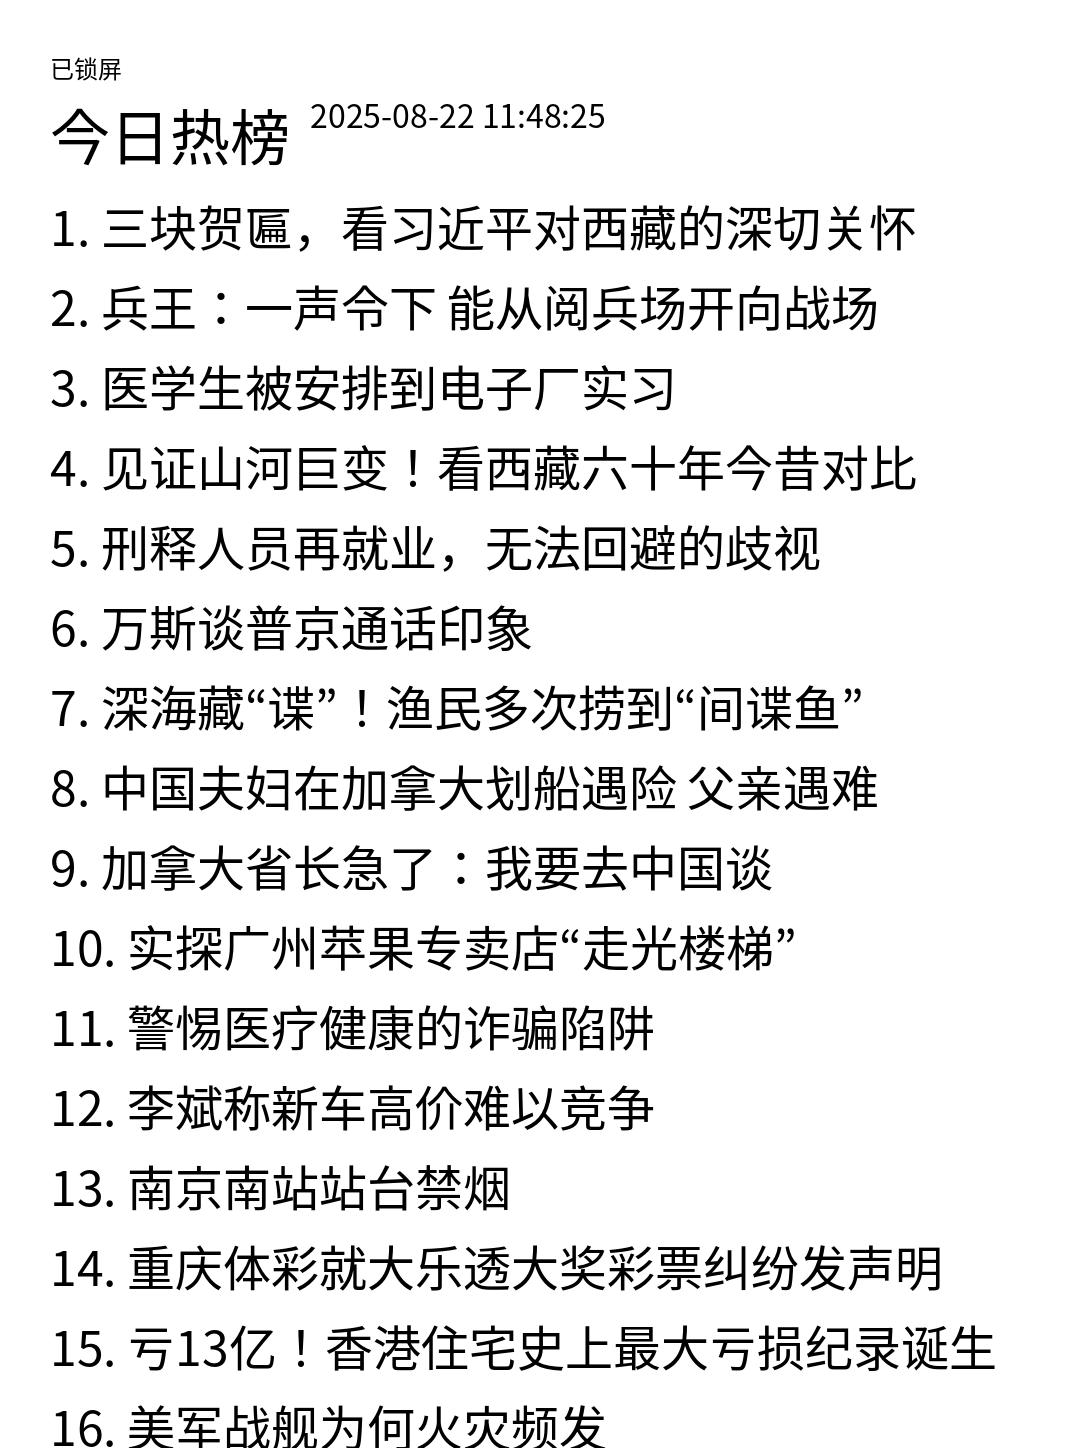 已锁屏
今日热榜 2025-08-22 11:48:25
1. 三块贺匾，看习近平对西藏的深切关怀
2. 兵王：一声令下 能从阅兵场开向战场
3. 医学生被安排到电子厂实习
4. 见证山河巨变！看西藏六十年今昔对比
5. 刑释人员再就业，无法回避的歧视
6. 万斯谈普京通话印象
7. 深海藏“谍”！渔民多次捞到“间谍鱼”
8. 中国夫妇在加拿大划船遇险 父亲遇难
9. 加拿大省长急了：我要去中国谈
10. 实探广州苹果专卖店“走光楼梯”
11. 警惕医疗健康的诈骗陷阱
12. 李斌称新车高价难以竞争
13. 南京南站站台禁烟
14. 重庆体彩就大乐透大奖彩票纠纷发声明
15. 亏13亿！香港住宅史上最大亏损纪录诞生
16. 美军战舰为何火灾频发